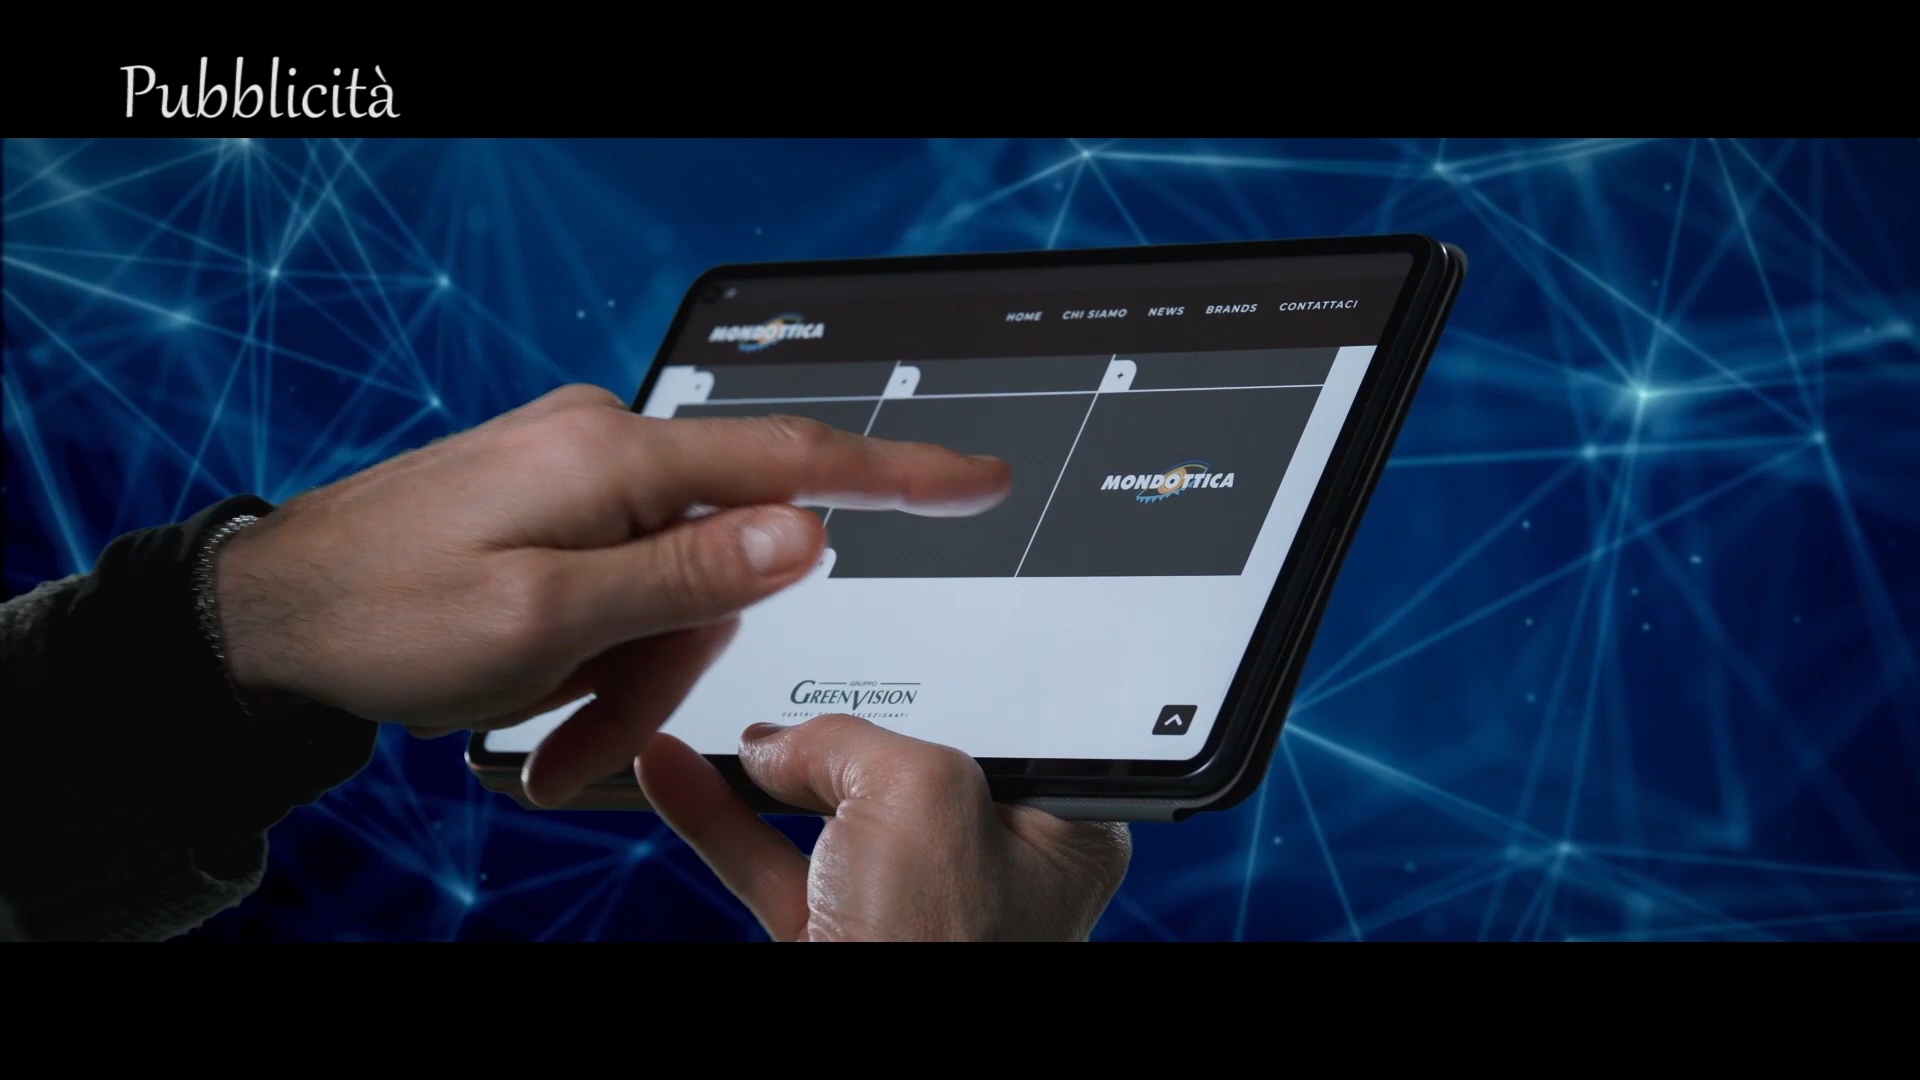 Pubblicità
MONDOTTICA
HOME CHI SIAMO NEWS BRANDS CONTATTACI
MONDOTTICA
GRUPPO
GREENVISION